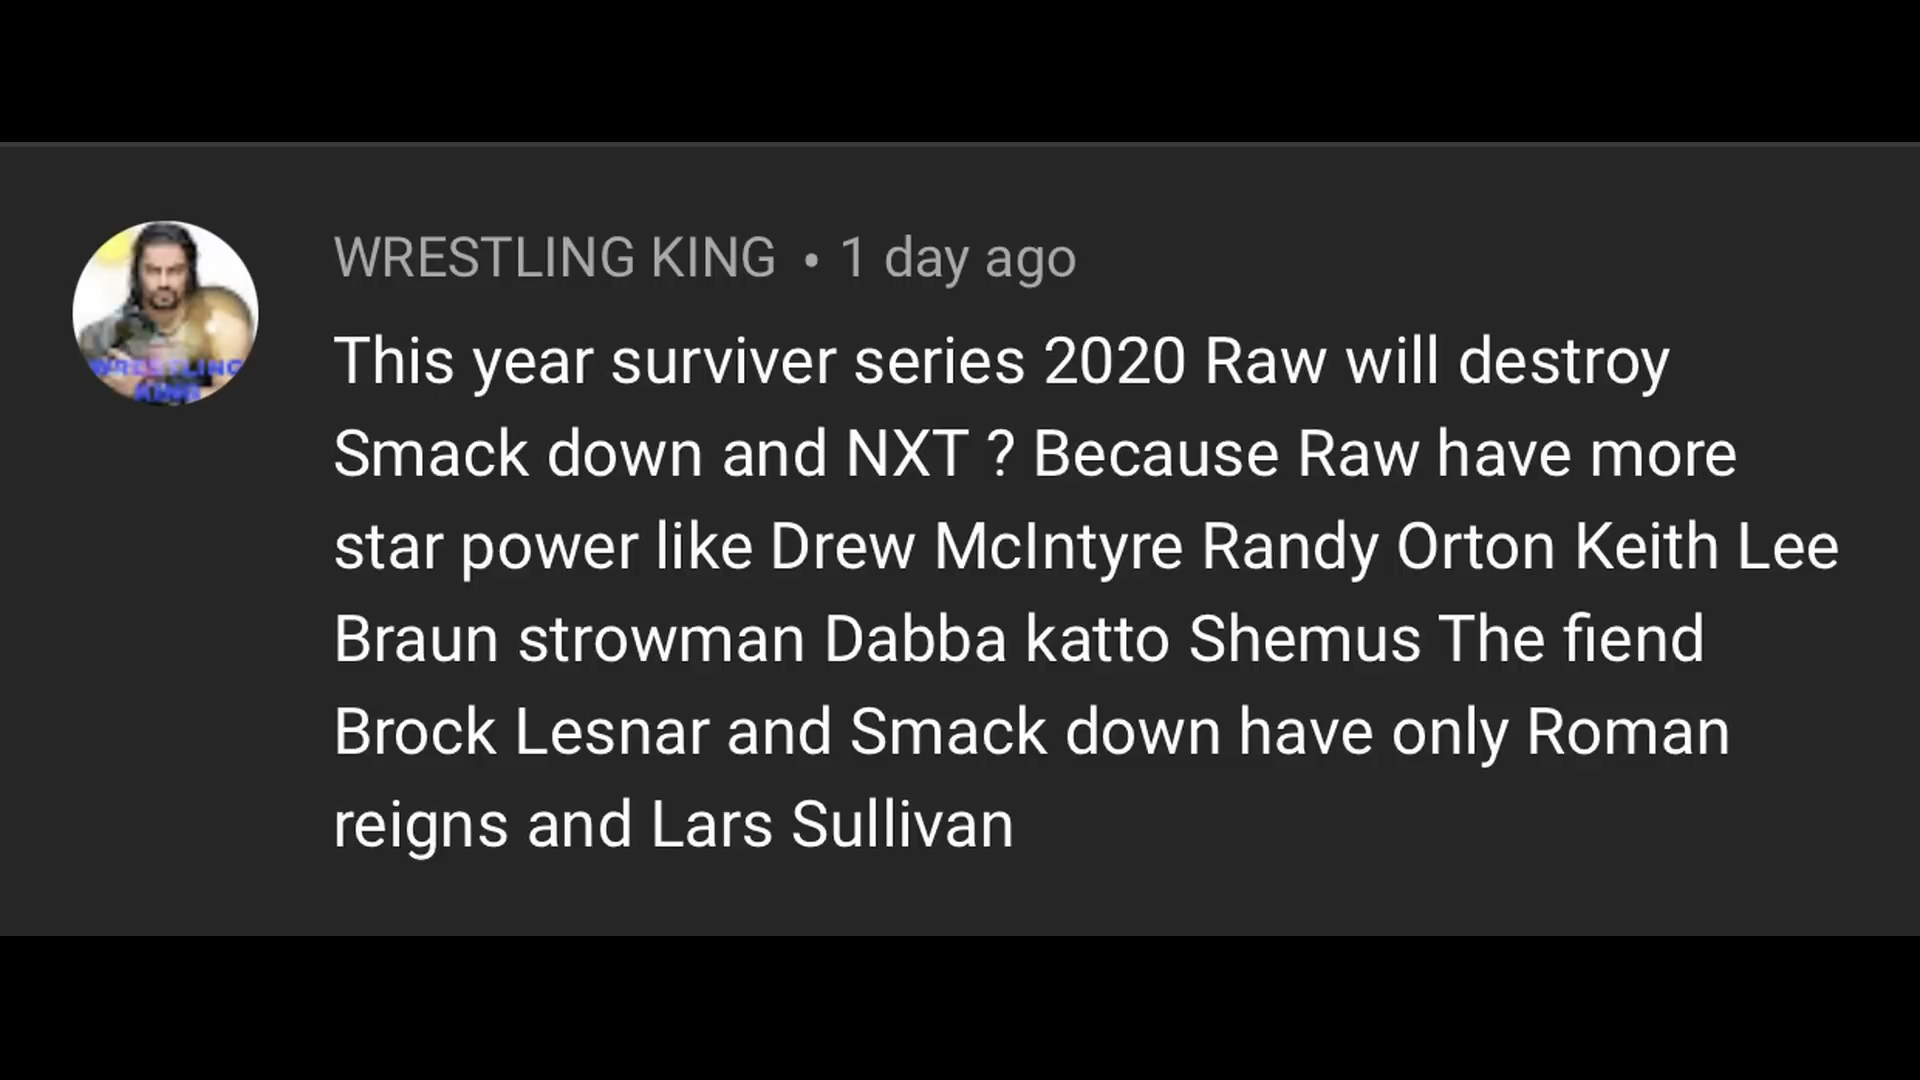 WRESTLING KING • 1 day ago
This year surviver series 2020 Raw will destroy
Smack down and NXT ? Because Raw have more
star power like Drew McIntyre Randy Orton Keith Lee
Braun strowman Dabba katto Shemus The fiend
Brock Lesnar and Smack down have only Roman
reigns and Lars Sullivan
WRESTLING
KING